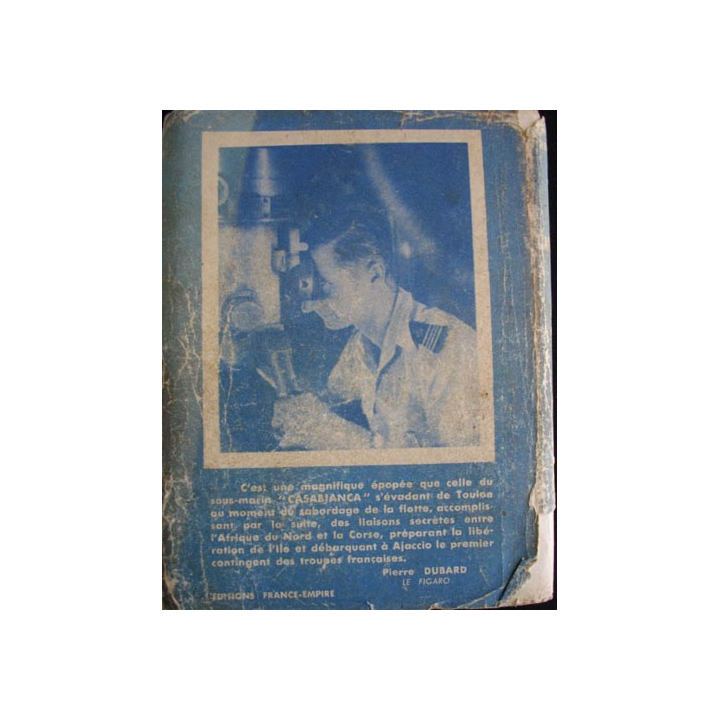 C'est une magnifique épopée que celle du
sous-marin "CASABIANCA" s'évadant de Toulon
au moment du sabordage de la flotte, accomplis-
sant par la suite, des liaisons secrètes entre
l'Afrique du Nord et la Corse, préparant la libé-
ration de l'Ile et débarquant à Ajaccio le premier
contingent des troupes françaises.
Pierre DUBARD
LE FIGARO
EDITIONS FRANCE-EMPIRE